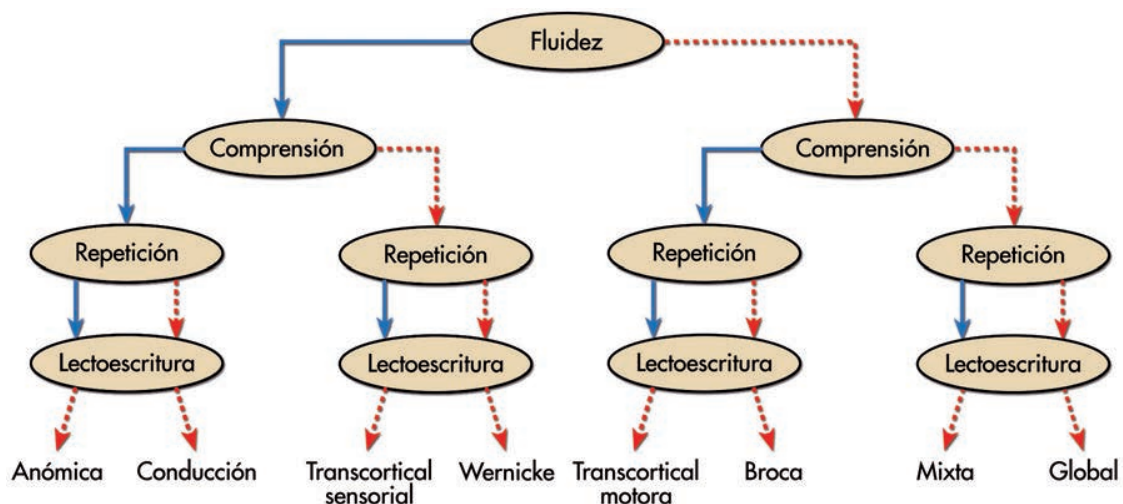 Fluidez
Comprensión
Comprensión
Repetición
Repetición
Repetición
Repetición
Lectoescritura
Lectoescritura
Lectoescritura
Lectoescritura
Anómica
Conducción
Transcortical
sensorial
Wernicke
Transcortical
motora
Broca
Mixta
Global